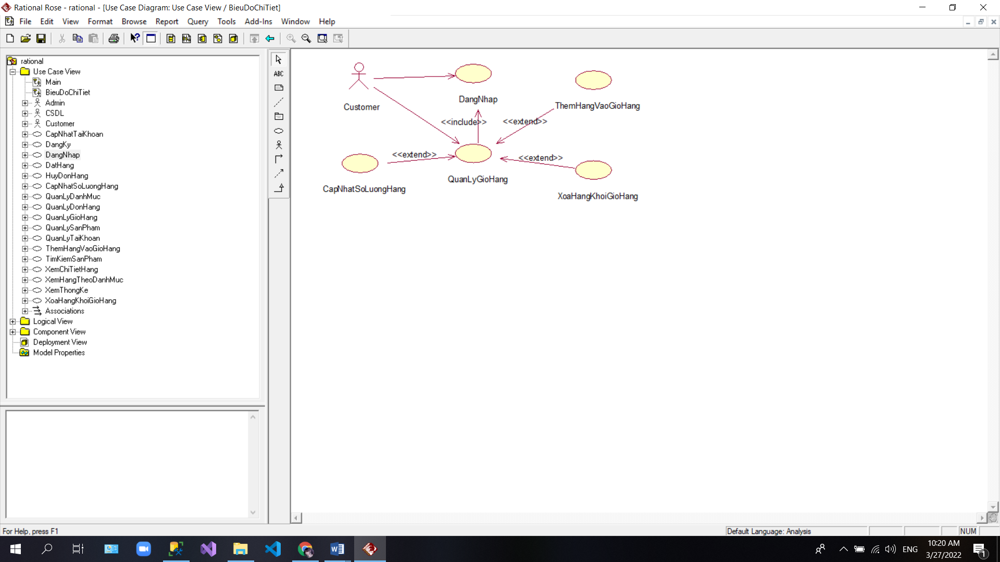 Rational Rose - rational - [Use Case Diagram: Use Case View / BieuDoChiTiet]
File Edit View Format Browse Report Query Tools Add-Ins Window Help
rational
Use Case View
Main
BieuDoChiTiet
Admin
CSDL
Customer
CapNhatTaiKhoan
DangKy
DangNhap
DatHang
HuyDonHang
CapNhatSoLuongHang
QuanLyDanhMuc
QuanLyDonHang
QuanLyGioHang
QuanLySanPham
QuanLyTaiKhoan
ThemHangVaoGioHang
TimKiemSanPham
XemChiTietHang
XemHangTheoDanhMuc
XemThongKe
XoaHangKhoiGioHang
Associations
Logical View
Component View
Deployment View
Model Properties
ABC
Customer
DangNhap
ThemHangVaoGioHang
<<include>>
<<extend>>
<<extend>>
<<extend>>
QuanLyGioHang
CapNhatSoLuongHang
XoaHangKhoiGioHang
For Help, press F1
Default Language: Analysis
NUM
ENG
10:20 AM
3/27/2022
1